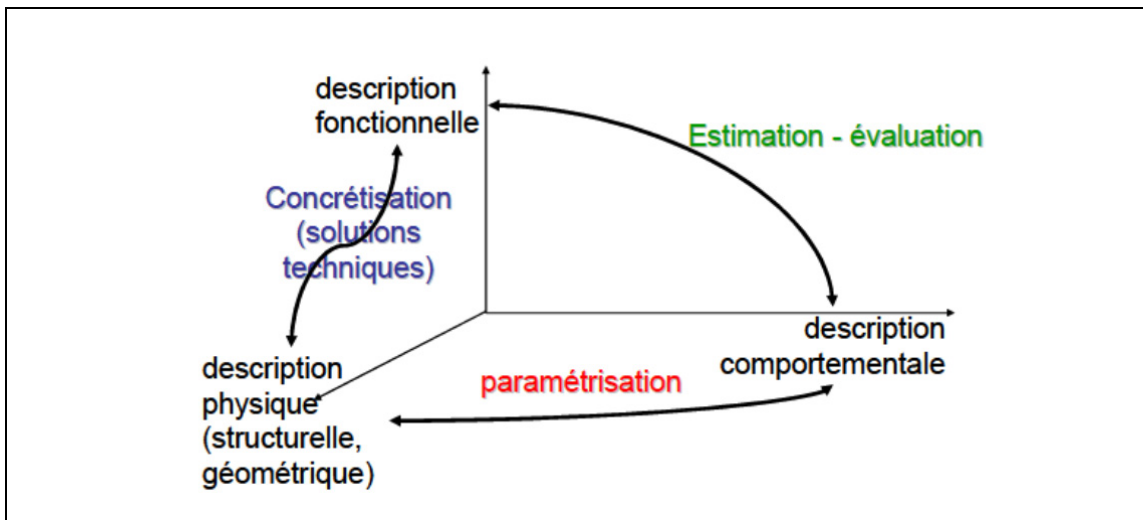 description
fonctionnelle
Estimation - évaluation
Concrétisation
(solutions
techniques)
description
comportementale
description
physique
(structurelle,
géométrique)
paramétrisation